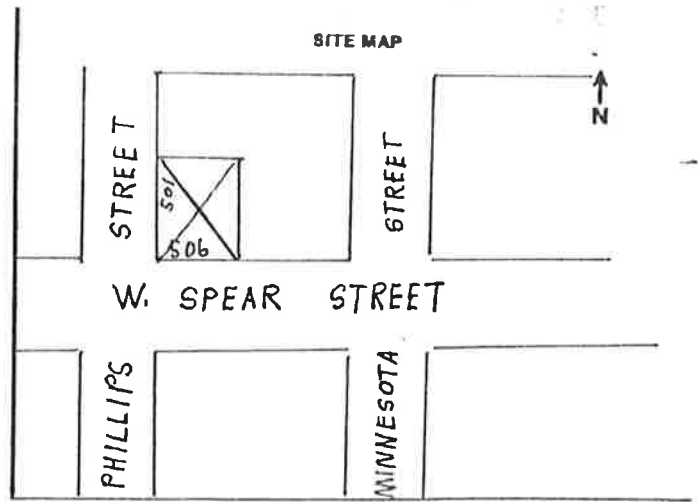 SITE MAP
N
STREET
STREET
501
506
W. SPEAR STREET
PHILLIPS
MINNESOTA